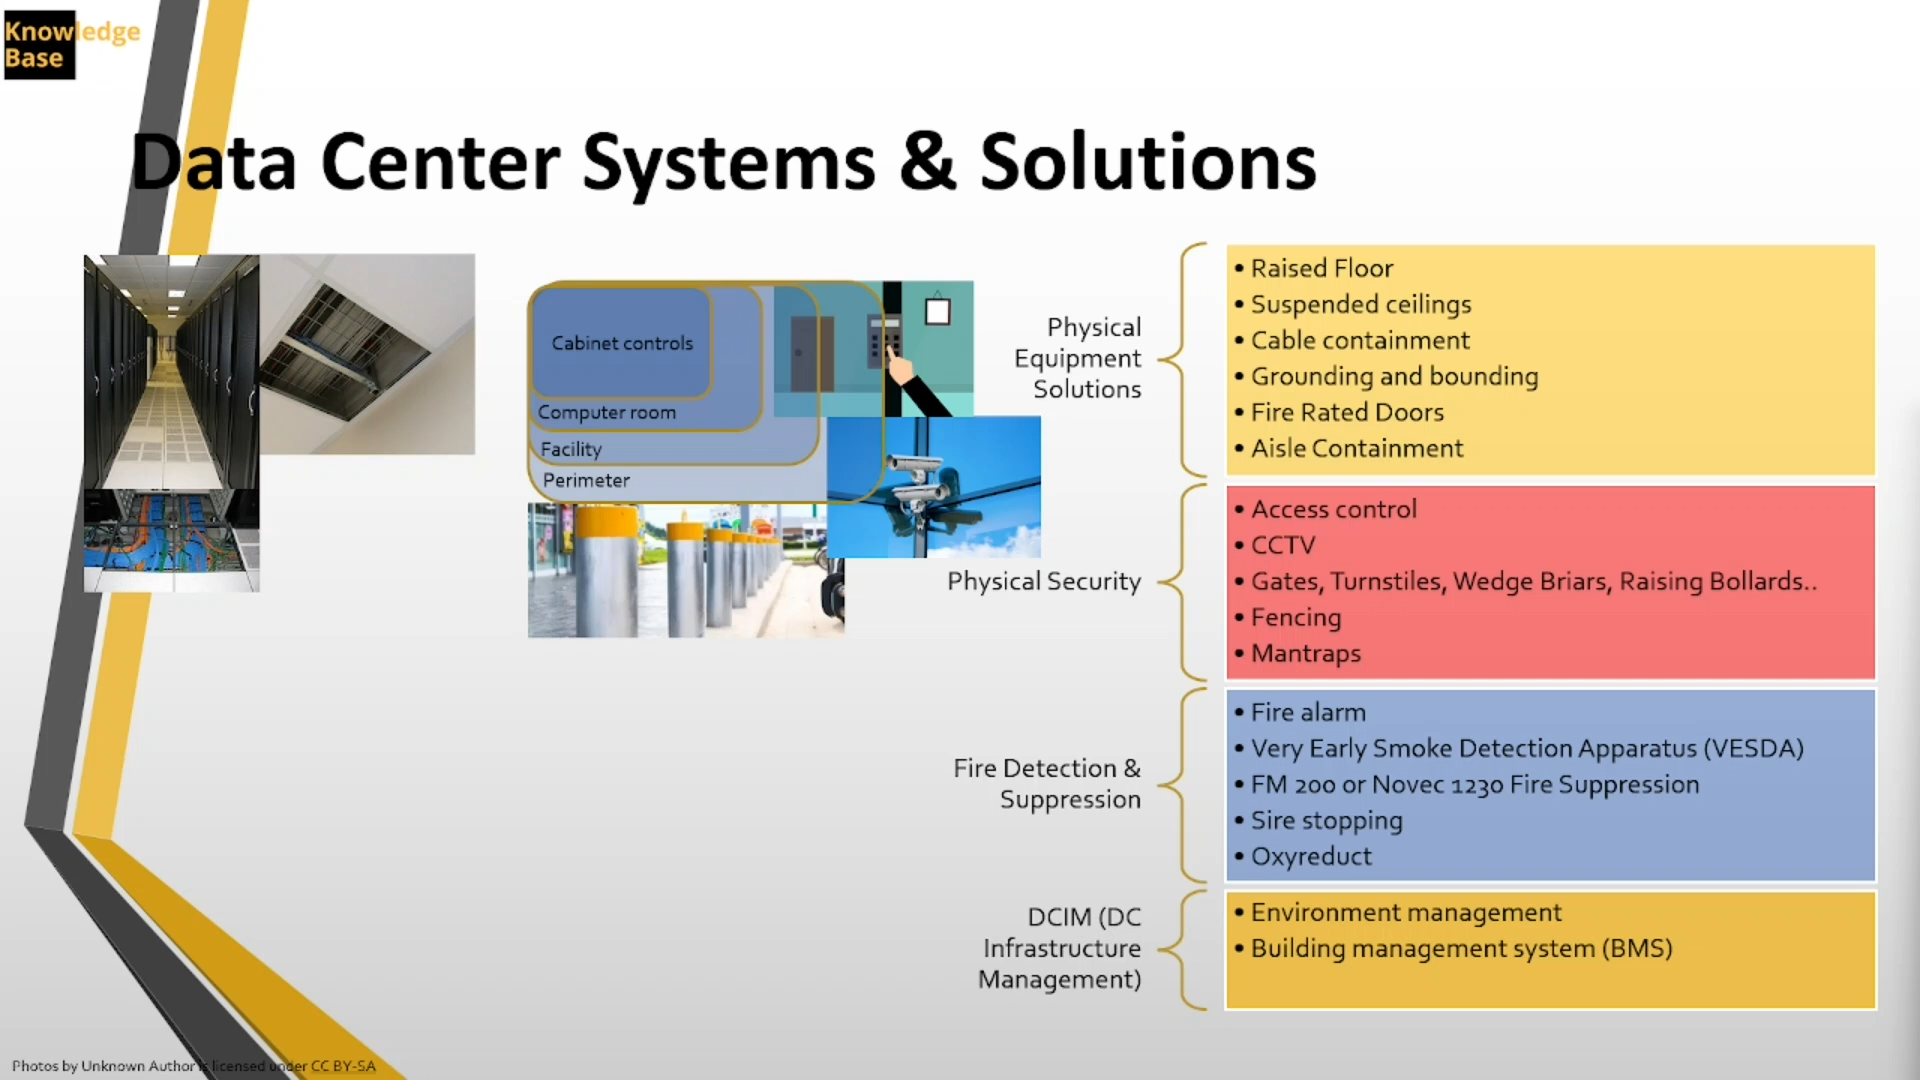 Knowledge
Base
Data Center Systems & Solutions
Cabinet controls
Computer room
Facility
Perimeter
Physical
Equipment
Solutions
• Raised Floor
• Suspended ceilings
• Cable containment
• Grounding and bounding
• Fire Rated Doors
• Aisle Containment
Physical Security
• Access control
• CCTV
• Gates, Turnstiles, Wedge Briars, Raising Bollards..
• Fencing
• Mantraps
Fire Detection &
Suppression
• Fire alarm
• Very Early Smoke Detection Apparatus (VESDA)
• FM 200 or Novec 1230 Fire Suppression
• Sire stopping
• Oxyreduct
DCIM (DC
Infrastructure
Management)
• Environment management
• Building management system (BMS)
Photos by Unknown Author is licensed under CC BY-SA